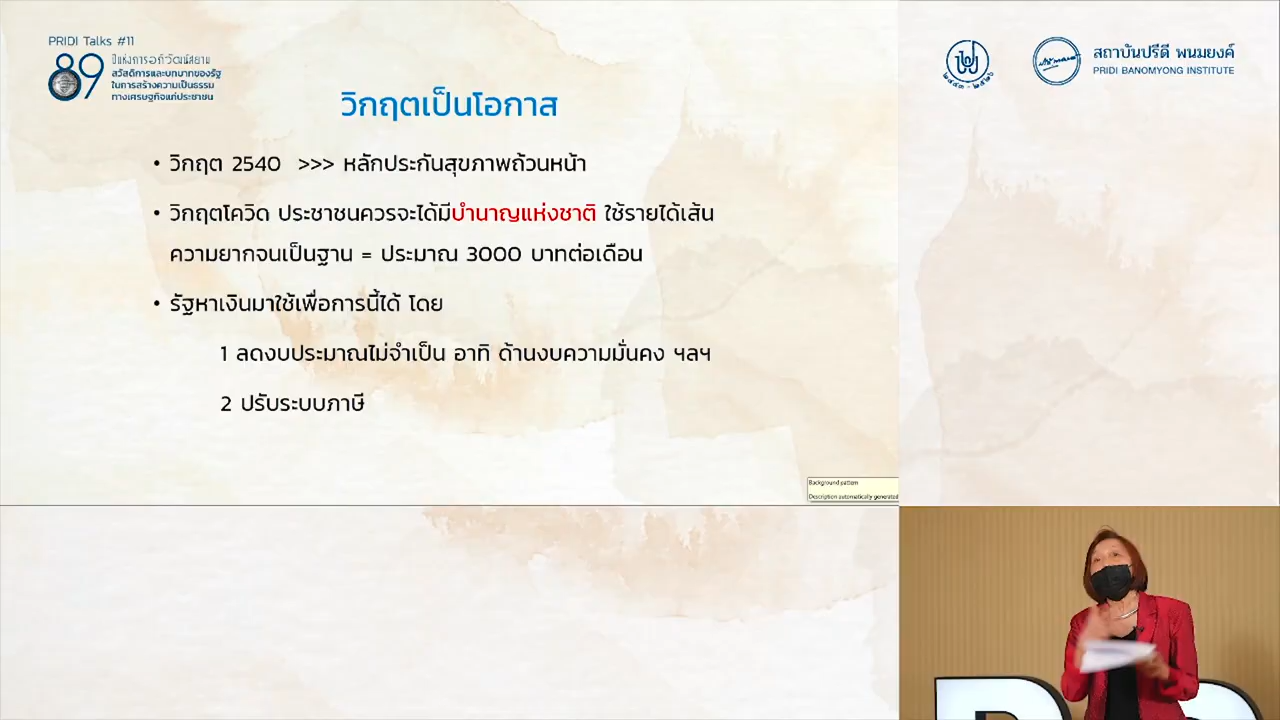 PRIDI Talks #11
89
ปีแห่งการอภิวัฒน์สยาม
สวัสดิการและบทบาทของรัฐ
ในการสร้างความเป็นธรรม
ทางเศรษฐกิจแก่ประชาชน
สถาบันปรีดี พนมยงค์
PRIDI BANOMYONG INSTITUTE
วิกฤตเป็นโอกาส
• วิกฤต 2540 >>> หลักประกันสุขภาพถ้วนหน้า
• วิกฤตโควิด ประชาชนควรจะได้มีบำนาญแห่งชาติ ใช้รายได้เส้น
ความยากจนเป็นฐาน = ประมาณ 3000 บาทต่อเดือน
• รัฐหาเงินมาใช้เพื่อการนี้ได้ โดย
1 ลดงบประมาณไม่จำเป็น อาทิ ด้านงบความมั่นคง ฯลฯ
2 ปรับระบบภาษี
Background pattern
Description automatically generated